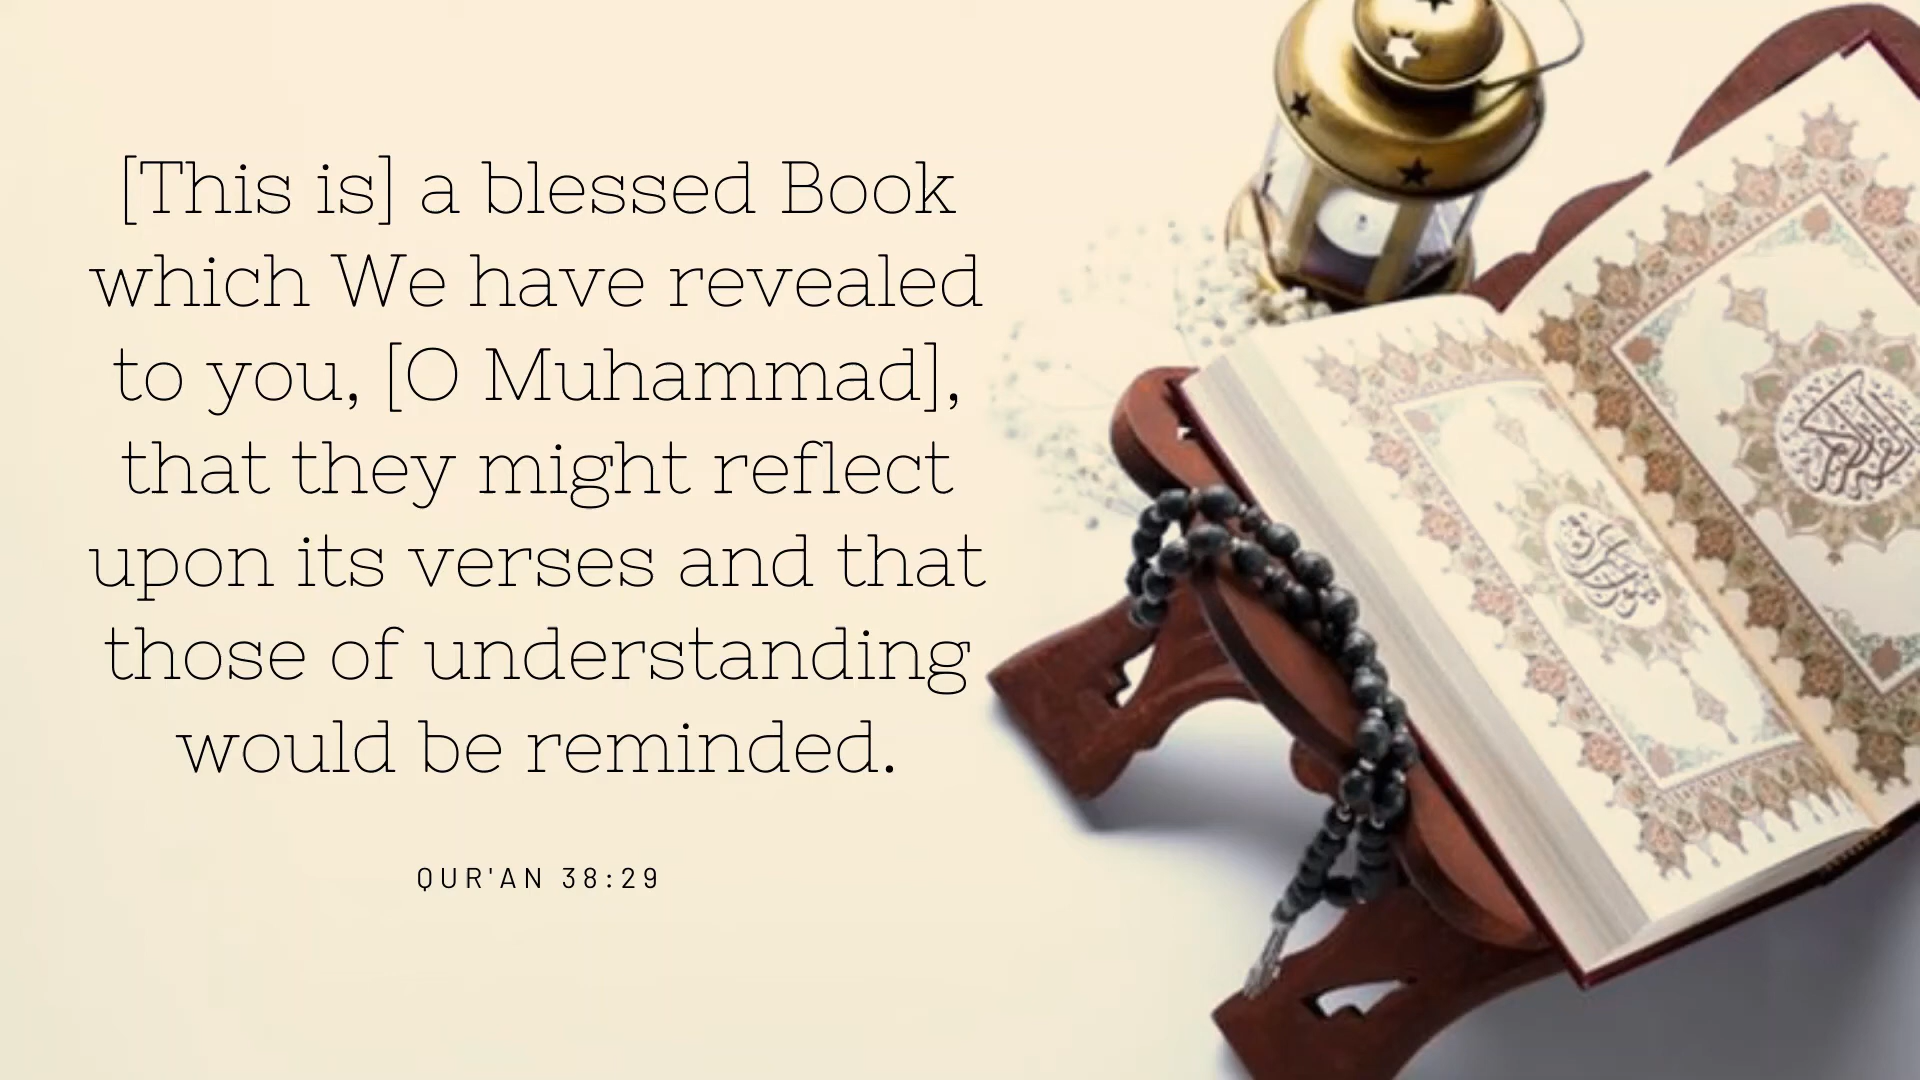 [This is] a blessed Book
which We have revealed
to you, [O Muhammad],
that they might reflect
upon its verses and that
those of understanding
would be reminded.
QUR'AN 38:29